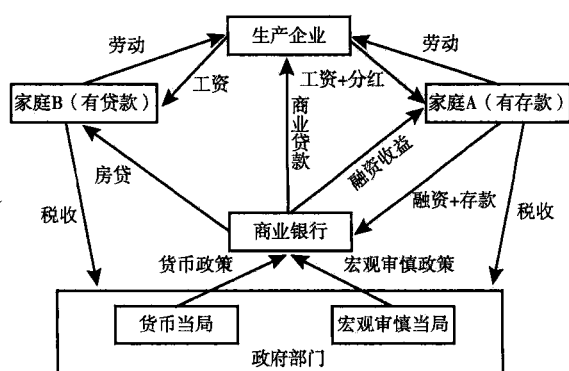 生产企业
劳动
劳动
工资
工资+分红
家庭B（有贷款）
商业贷款
家庭A（有存款）
房贷
融资收益
融资+存款
税收
税收
商业银行
货币政策
宏观审慎政策
货币当局
宏观审慎当局
政府部门